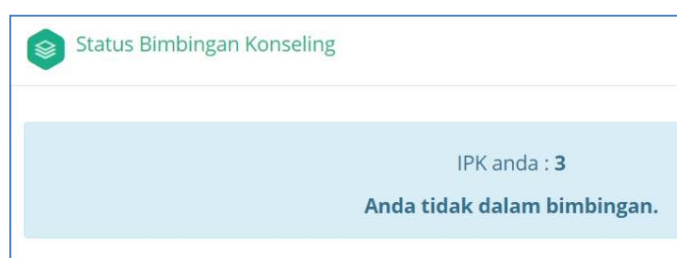 Status Bimbingan Konseling
IPK anda : 3
Anda tidak dalam bimbingan.